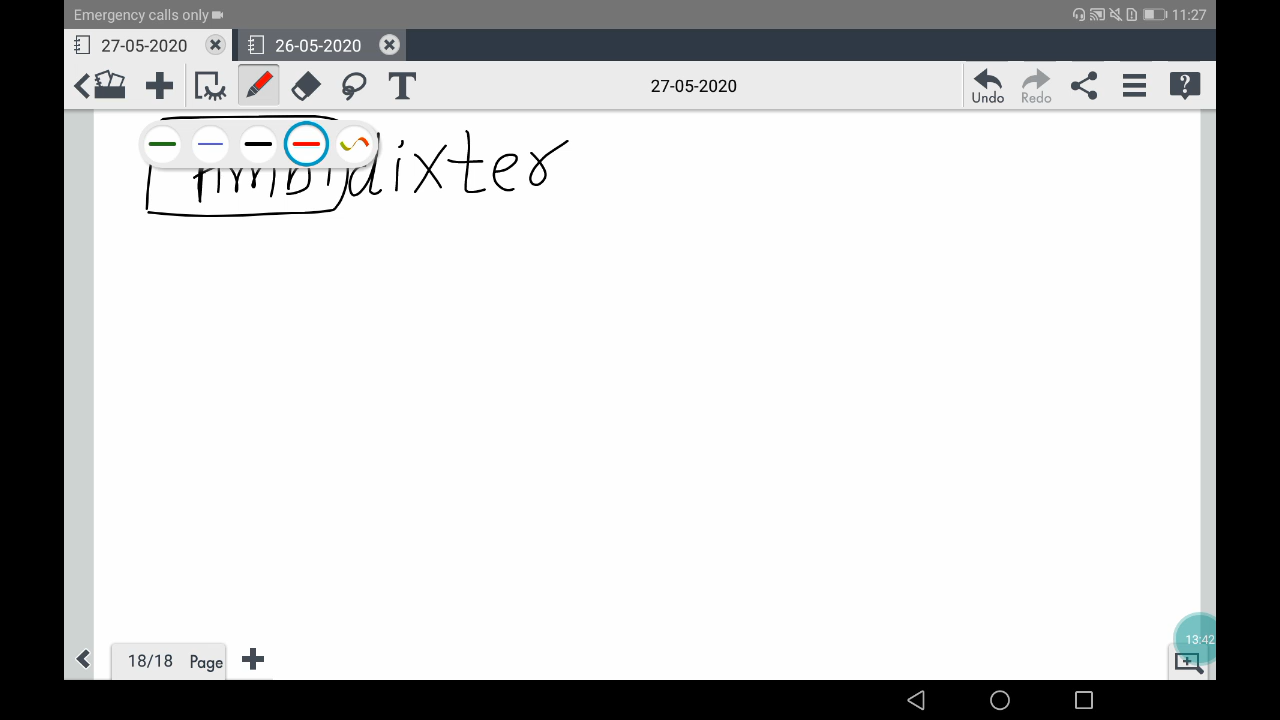 Emergency calls only 11:27
27-05-2020 26-05-2020
27-05-2020 Undo Redo
Ambidixter
18/18 Page
13:42